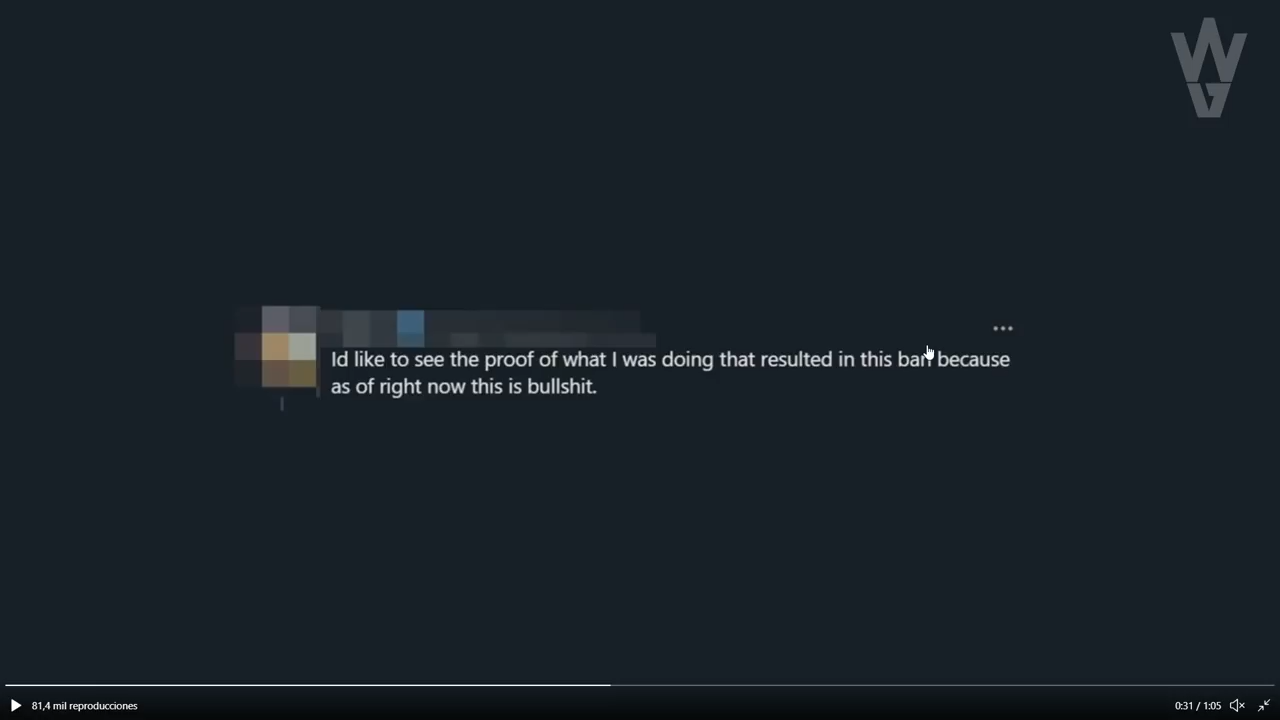 Id like to see the proof of what I was doing that resulted in this ban because
as of right now this is bullshit.
81,4 mil reproducciones
0:31 / 1:05